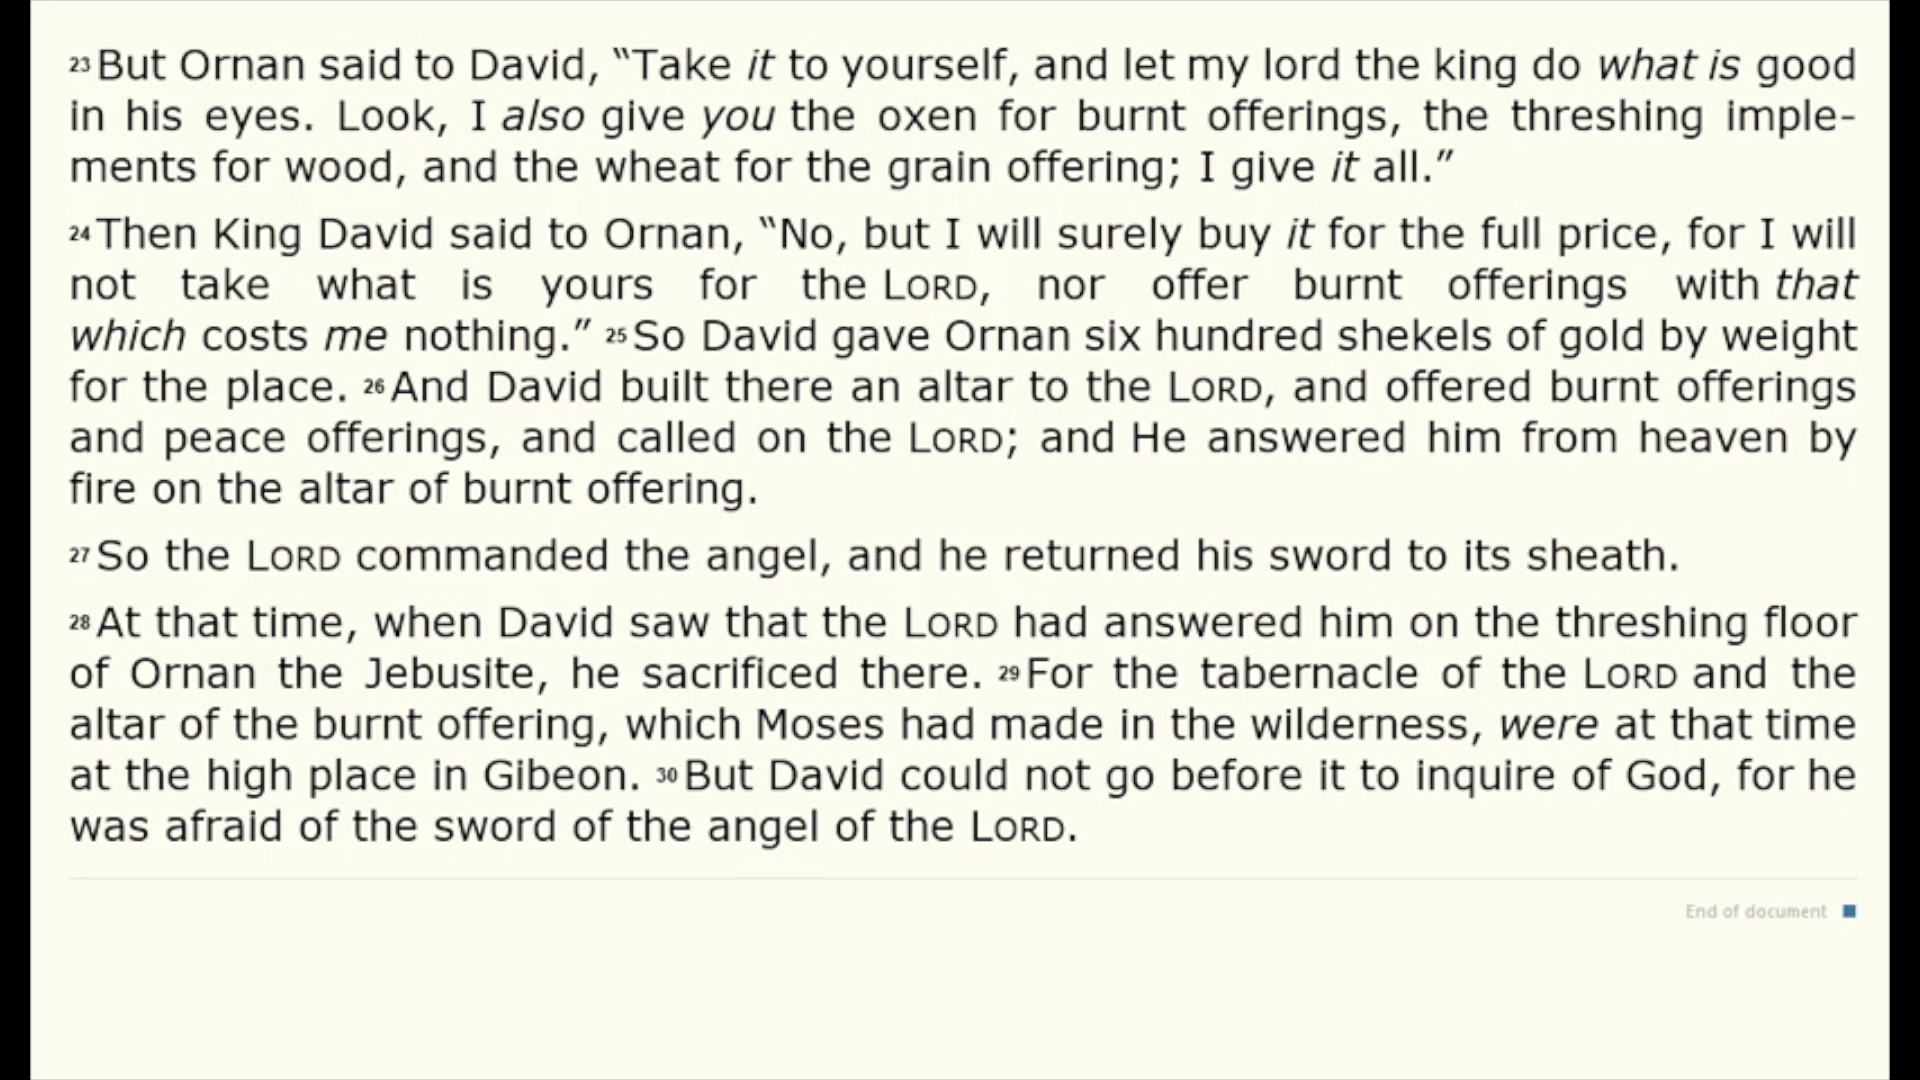 23 But Ornan said to David, “Take it to yourself, and let my lord the king do what is good
in his eyes. Look, I also give you the oxen for burnt offerings, the threshing imple-
ments for wood, and the wheat for the grain offering; I give it all.”
24 Then King David said to Ornan, “No, but I will surely buy it for the full price, for I will
not take what is yours for the LORD, nor offer burnt offerings with that
which costs me nothing.” 25 So David gave Ornan six hundred shekels of gold by weight
for the place. 26 And David built there an altar to the LORD, and offered burnt offerings
and peace offerings, and called on the LORD; and He answered him from heaven by
fire on the altar of burnt offering.
27 So the LORD commanded the angel, and he returned his sword to its sheath.
28 At that time, when David saw that the LORD had answered him on the threshing floor
of Ornan the Jebusite, he sacrificed there. 29 For the tabernacle of the LORD and the
altar of the burnt offering, which Moses had made in the wilderness, were at that time
at the high place in Gibeon. 30 But David could not go before it to inquire of God, for he
was afraid of the sword of the angel of the LORD.
End of document